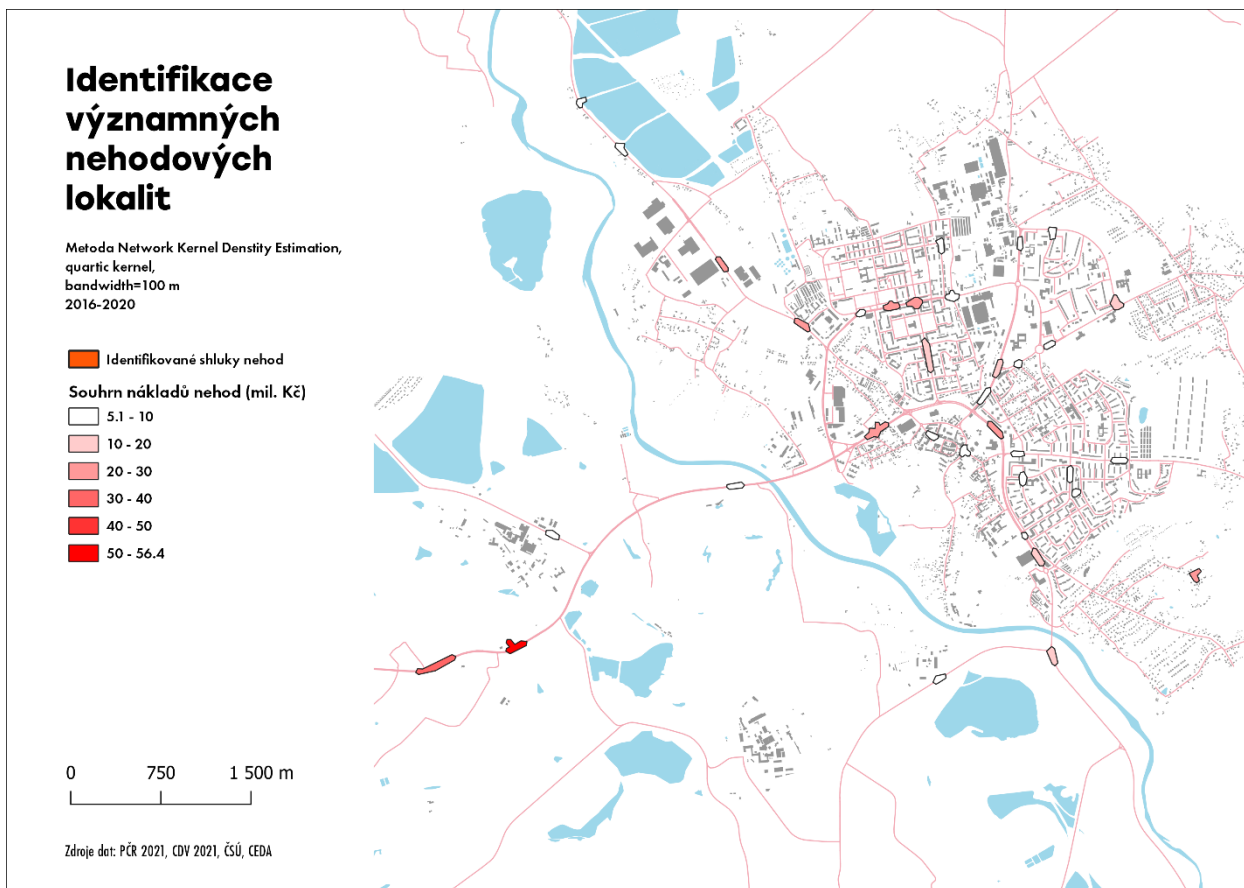 Identifikace
významných
nehodových
lokalit
Metoda Network Kernel Denstity Estimation,
quartic kernel,
bandwidth=100 m
2016-2020
Identifikované shluky nehod
Souhrn nákladů nehod (mil. Kč)
5.1 - 10
10 - 20
20 - 30
30 - 40
40 - 50
50 - 56.4
0 750 1 500 m
Zdroje dat: PČR 2021, CDV 2021, ČSÚ, CEDA